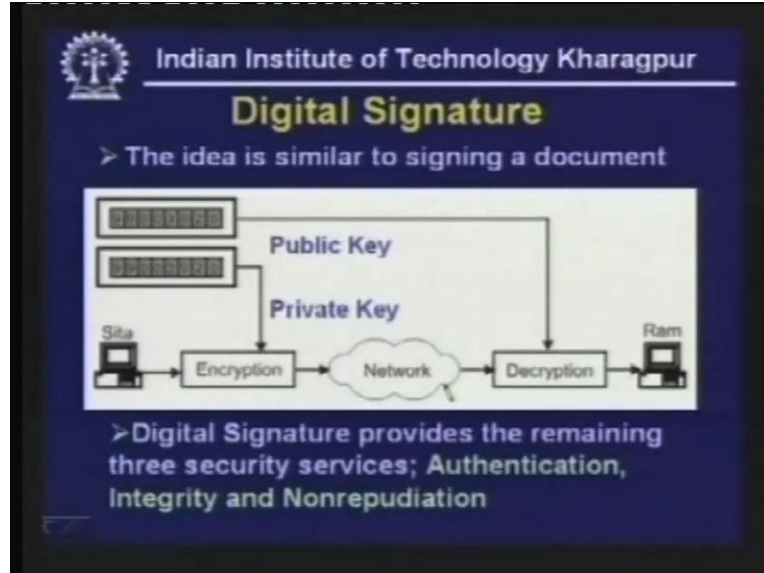 Indian Institute of Technology Kharagpur
Digital Signature
➢ The idea is similar to signing a document
Public Key
Private Key
Sita
Ram
Encryption
Network
Decryption
➢Digital Signature provides the remaining
three security services; Authentication,
Integrity and Nonrepudiation